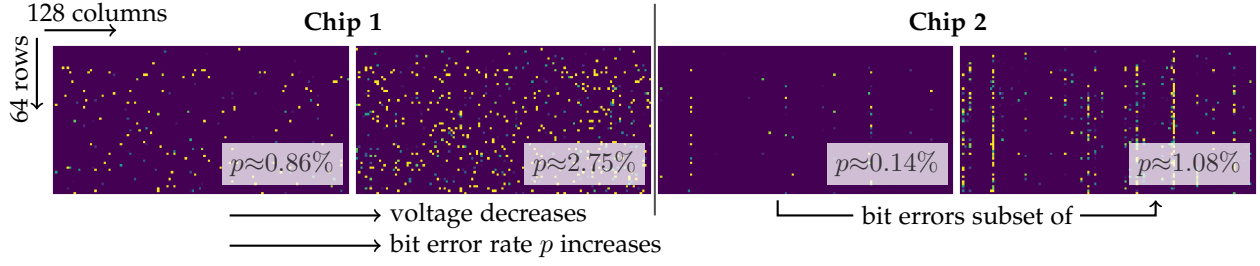 128 columns
Chip 1
Chip 2
64 rows
p≈0.86%
p≈2.75%
p≈0.14%
p≈1.08%
voltage decreases
bit errors subset of
bit error rate p increases